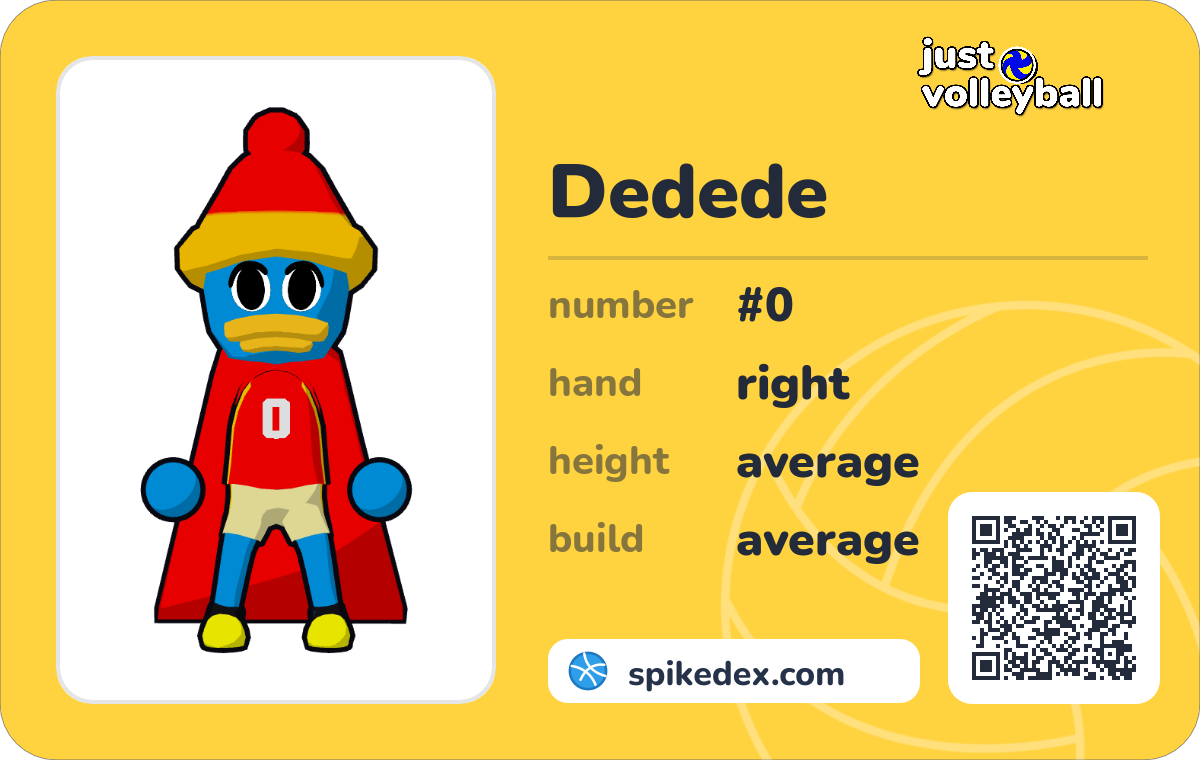 just
volleyball
Dedede
number #0
hand right
height average
build average
spikedex.com
0